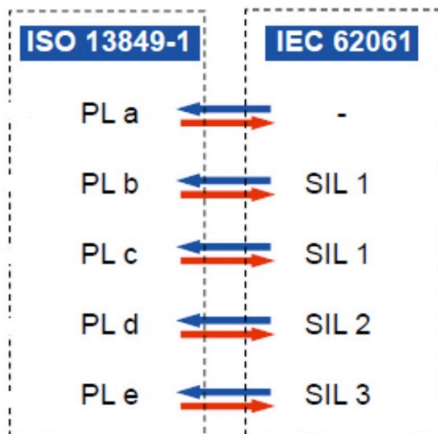 ISO 13849-1 IEC 62061
PL a -
PL b SIL 1
PL c SIL 1
PL d SIL 2
PL e SIL 3